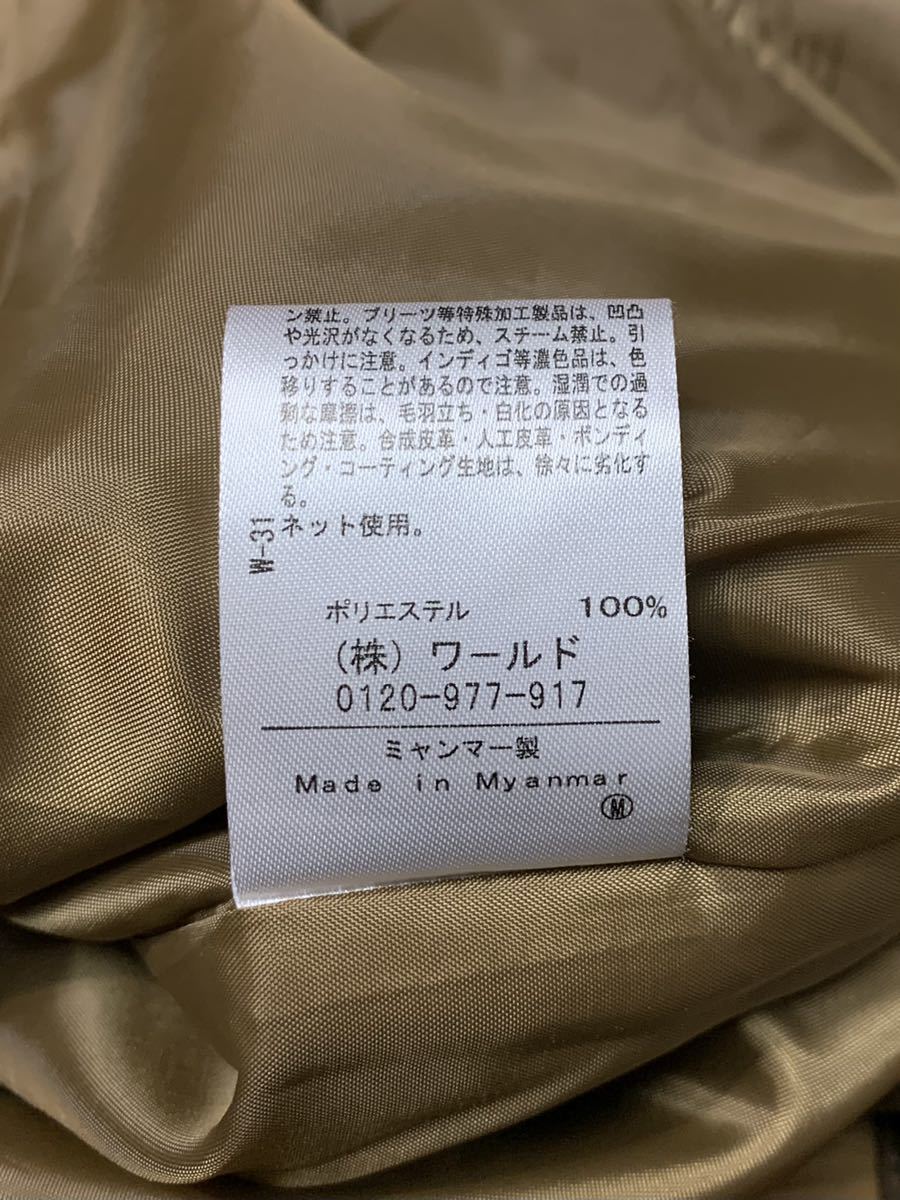 ン禁止。プリーツ等特殊加工製品は、凹凸
や光沢がなくなるため、スチーム禁止。引
っかけに注意。インディゴ等濃色品は、色
移りすることがあるので注意。湿潤での過
剰な摩擦は、毛羽立ち・白化の原因となる
ため注意。合成皮革・人工皮革・ボンディ
ング・コーティング生地は、徐々に劣化す
る。
ネット使用。
W-31
ポリエステル 100%
(株) ワールド
0120-977-917
ミャンマー製
Made in Myanmar
Ⓜ